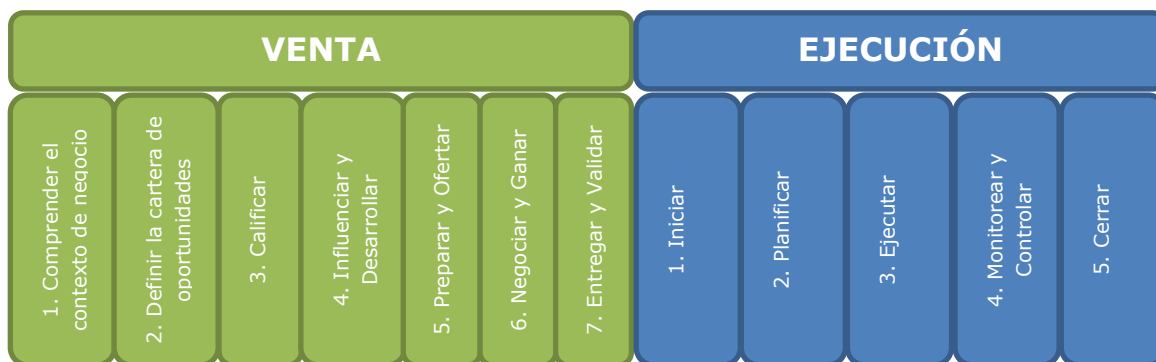 VENTA
EJECUCIÓN
1. Comprender el
contexto de negocio
2. Definir la cartera de
oportunidades
3. Calificar
4. Influenciar y
Desarrollar
5. Preparar y Ofertar
6. Negociar y Ganar
7. Entregar y Validar
1. Iniciar
2. Planificar
3. Ejecutar
4. Monitorear y
Controlar
5. Cerrar